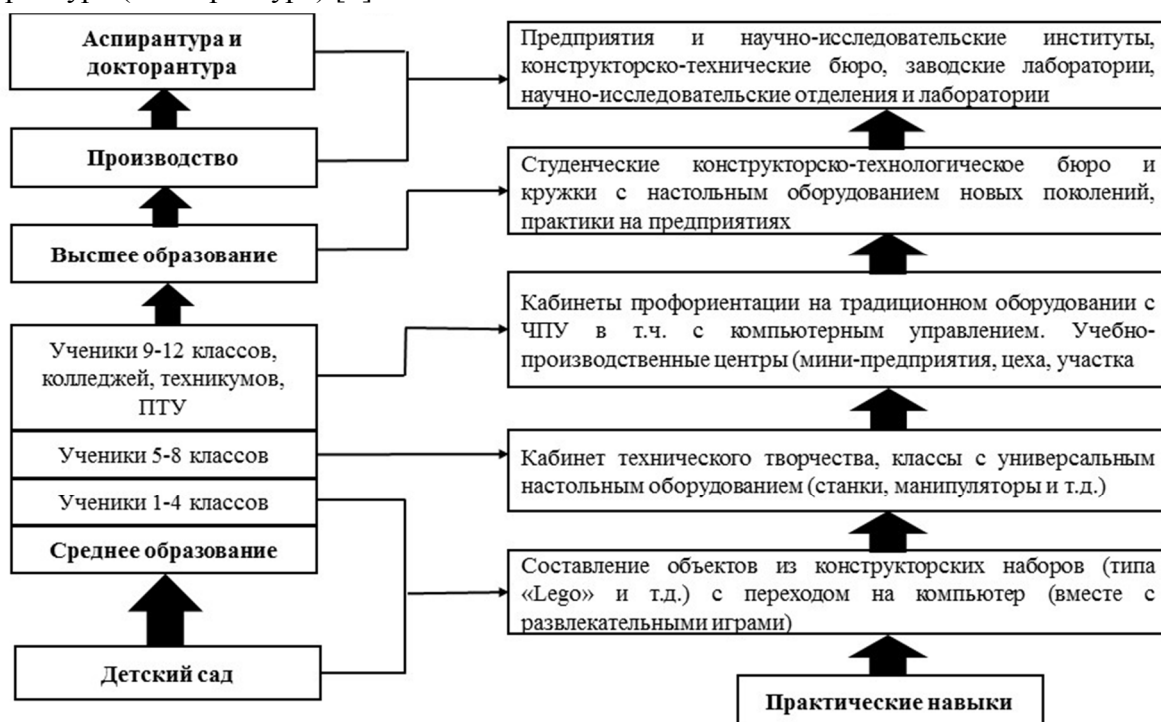 Аспирантура и
докторантура
Производство
Высшее образование
Ученики 9-12 классов,
колледжей, техникумов,
ПТУ
Ученики 5-8 классов
Ученики 1-4 классов
Среднее образование
Детский сад
Предприятия и научно-исследовательские институты,
конструкторско-технические бюро, заводские лаборатории,
научно-исследовательские отделения и лаборатории
Студенческие конструкторско-технологическое бюро и
кружки с настольным оборудованием новых поколений,
практики на предприятиях
Кабинеты профориентации на традиционном оборудовании с
ЧПУ в т.ч. с компьютерным управлением. Учебно-
производственные центры (мини-предприятия, цеха, участка
Кабинет технического творчества, классы с универсальным
настольным оборудованием (станки, манипуляторы и т.д.)
Составление объектов из конструкторских наборов (типа
«Lego» и т.д.) с переходом на компьютер (вместе с
развлекательными играми)
Практические навыки